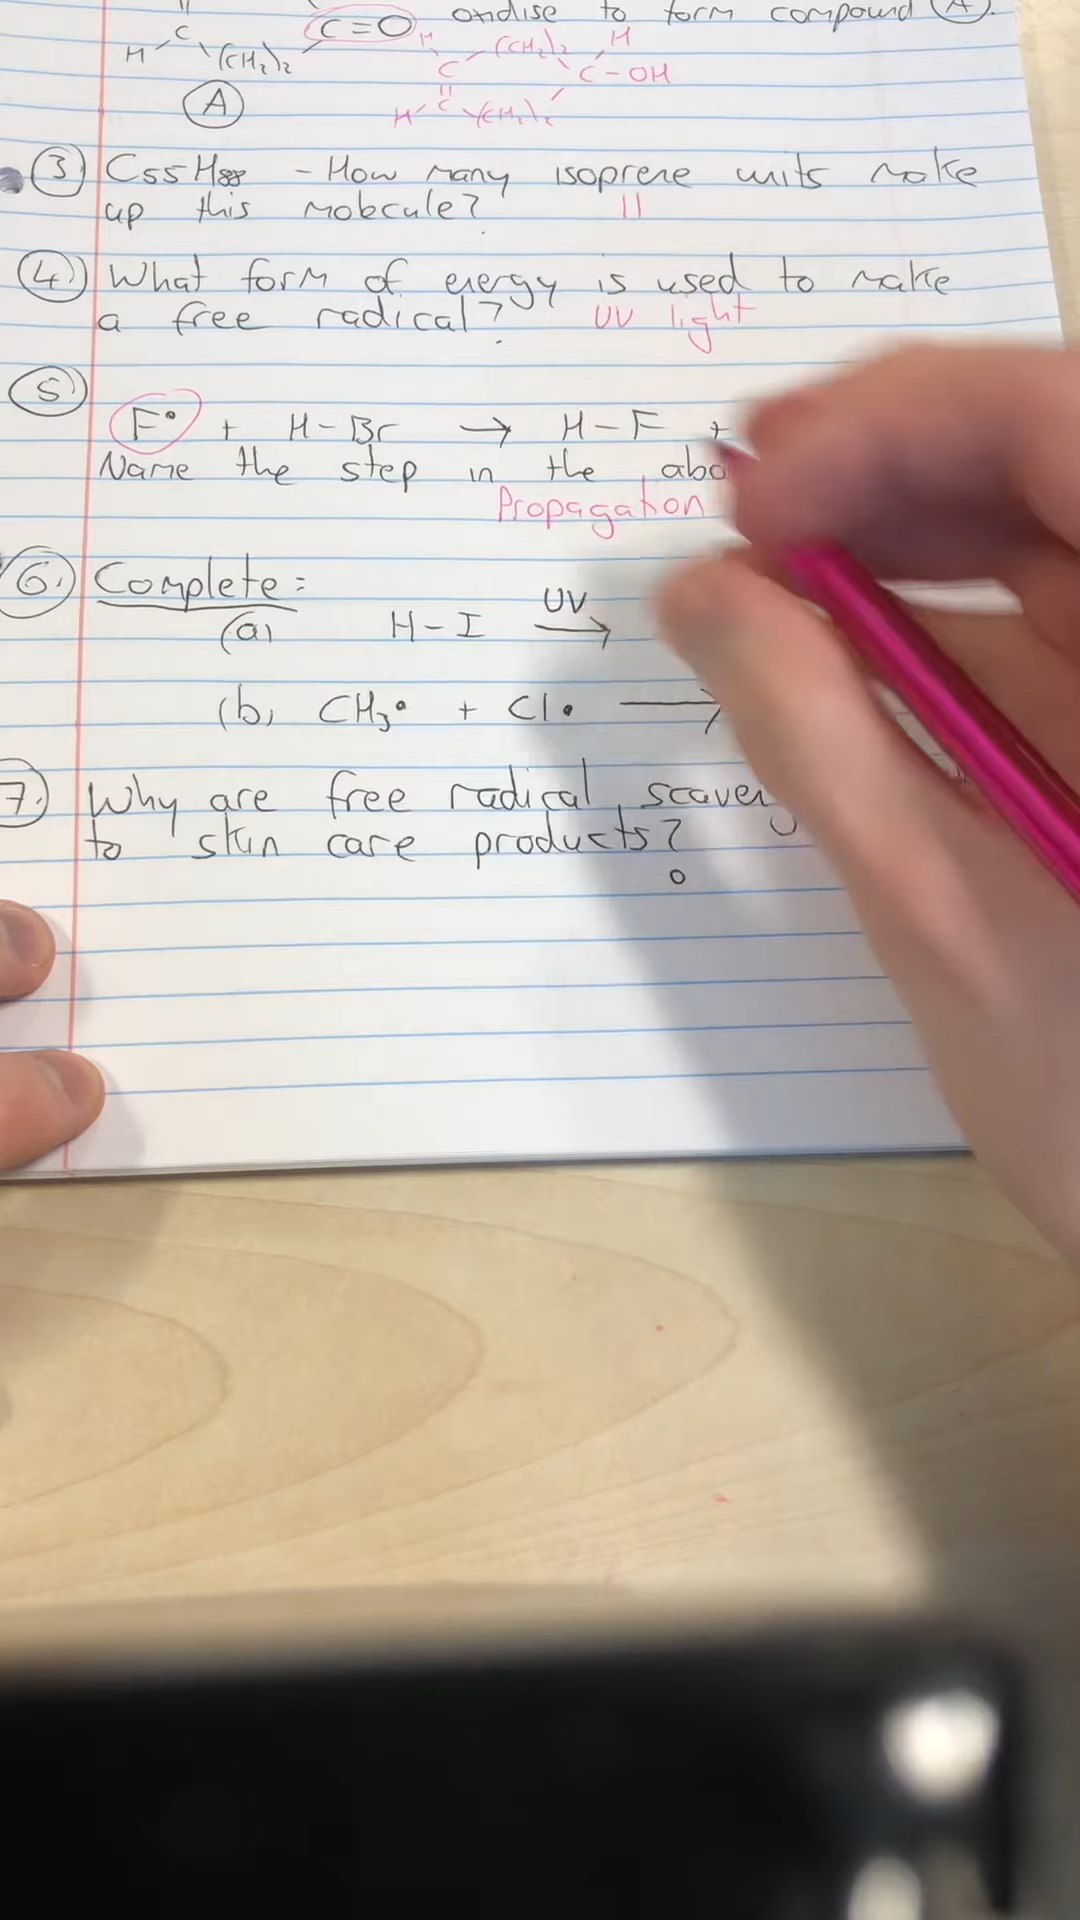 C=O oxidise to form compound (A).
H C (CH₂)₂ H (CH₂)₂ H
C C - OH
(A) H C (CH₂)₂
(3) C55H88 - How many isoprene units make
up this molecule? 11
(4.) What form of energy is used to make
a free radical? UV light
(5.)
F• + H - Br → H - F +
Name the step in the
Propagation
(6.) Complete:
(a) H - I UV →
(b) CH₃• + Cl• →
(7.) Why are free radical
to skin care products?